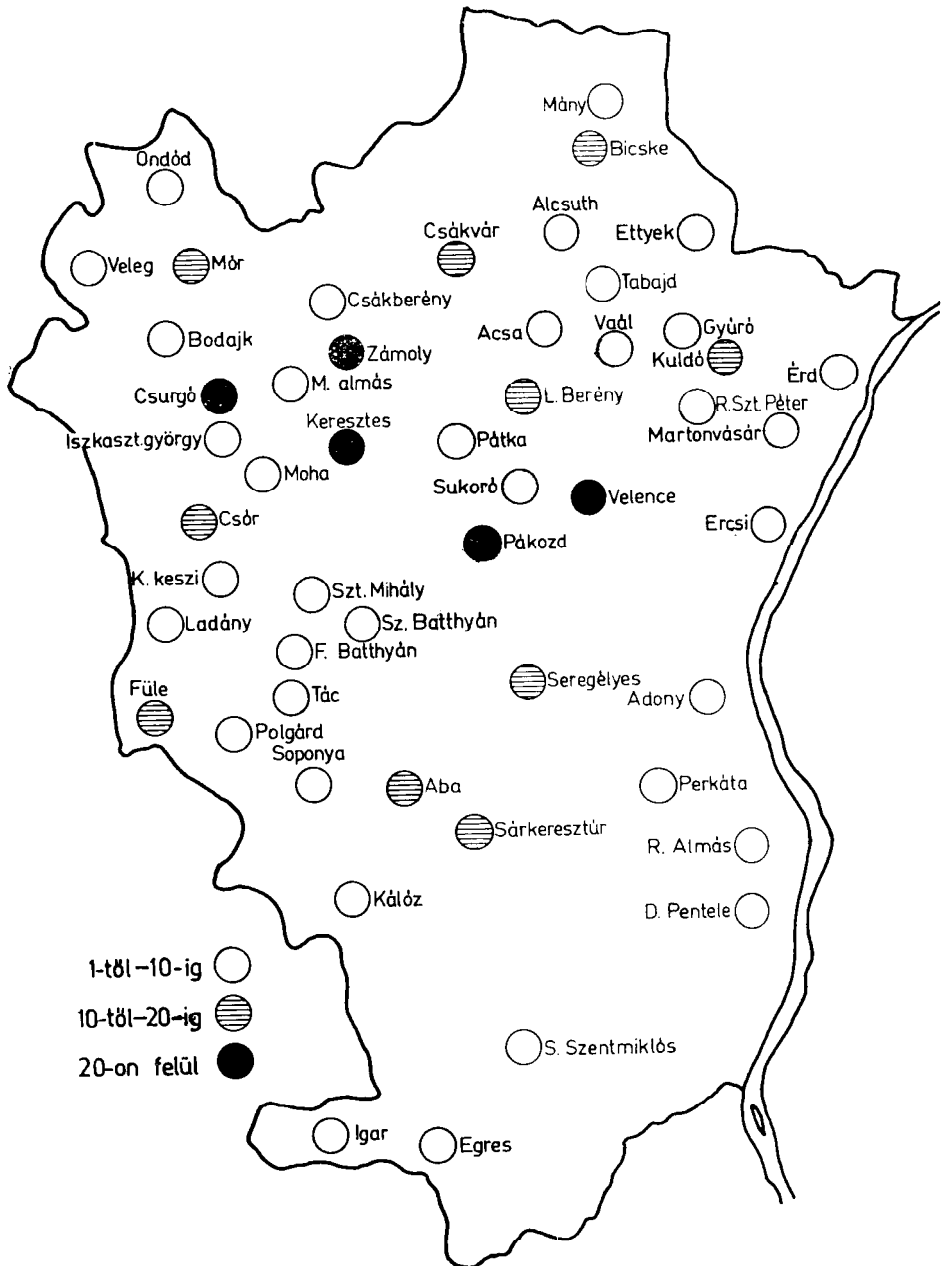 Mány
Bicske
Ondód
Alcsuth
Csákvár
Ettyek
Veleg
Mór
Tabajd
Csákberény
Bodajk
Acsa
Vaál
Gyúró
Zámoly
Kuldó
Érd
M. almás
Csurgó
L. Berény
R.Szt. Péter
Keresztes
Martonvásár
Iszkaszt.györgy
Pátka
Moha
Sukoró
Velence
Csór
Ercsi
Pákozd
K. keszi
Szt. Mihály
Ladány
Sz. Batthyán
F. Batthyán
Füle
Seregélyes
Tác
Adony
Polgárd
Soponya
Aba
Perkáta
Sárkeresztúr
R. Almás
Kálóz
D. Pentele
1-től-10-ig
10-től-20-ig
20-on felül
S. Szentmiklós
Igar
Egres